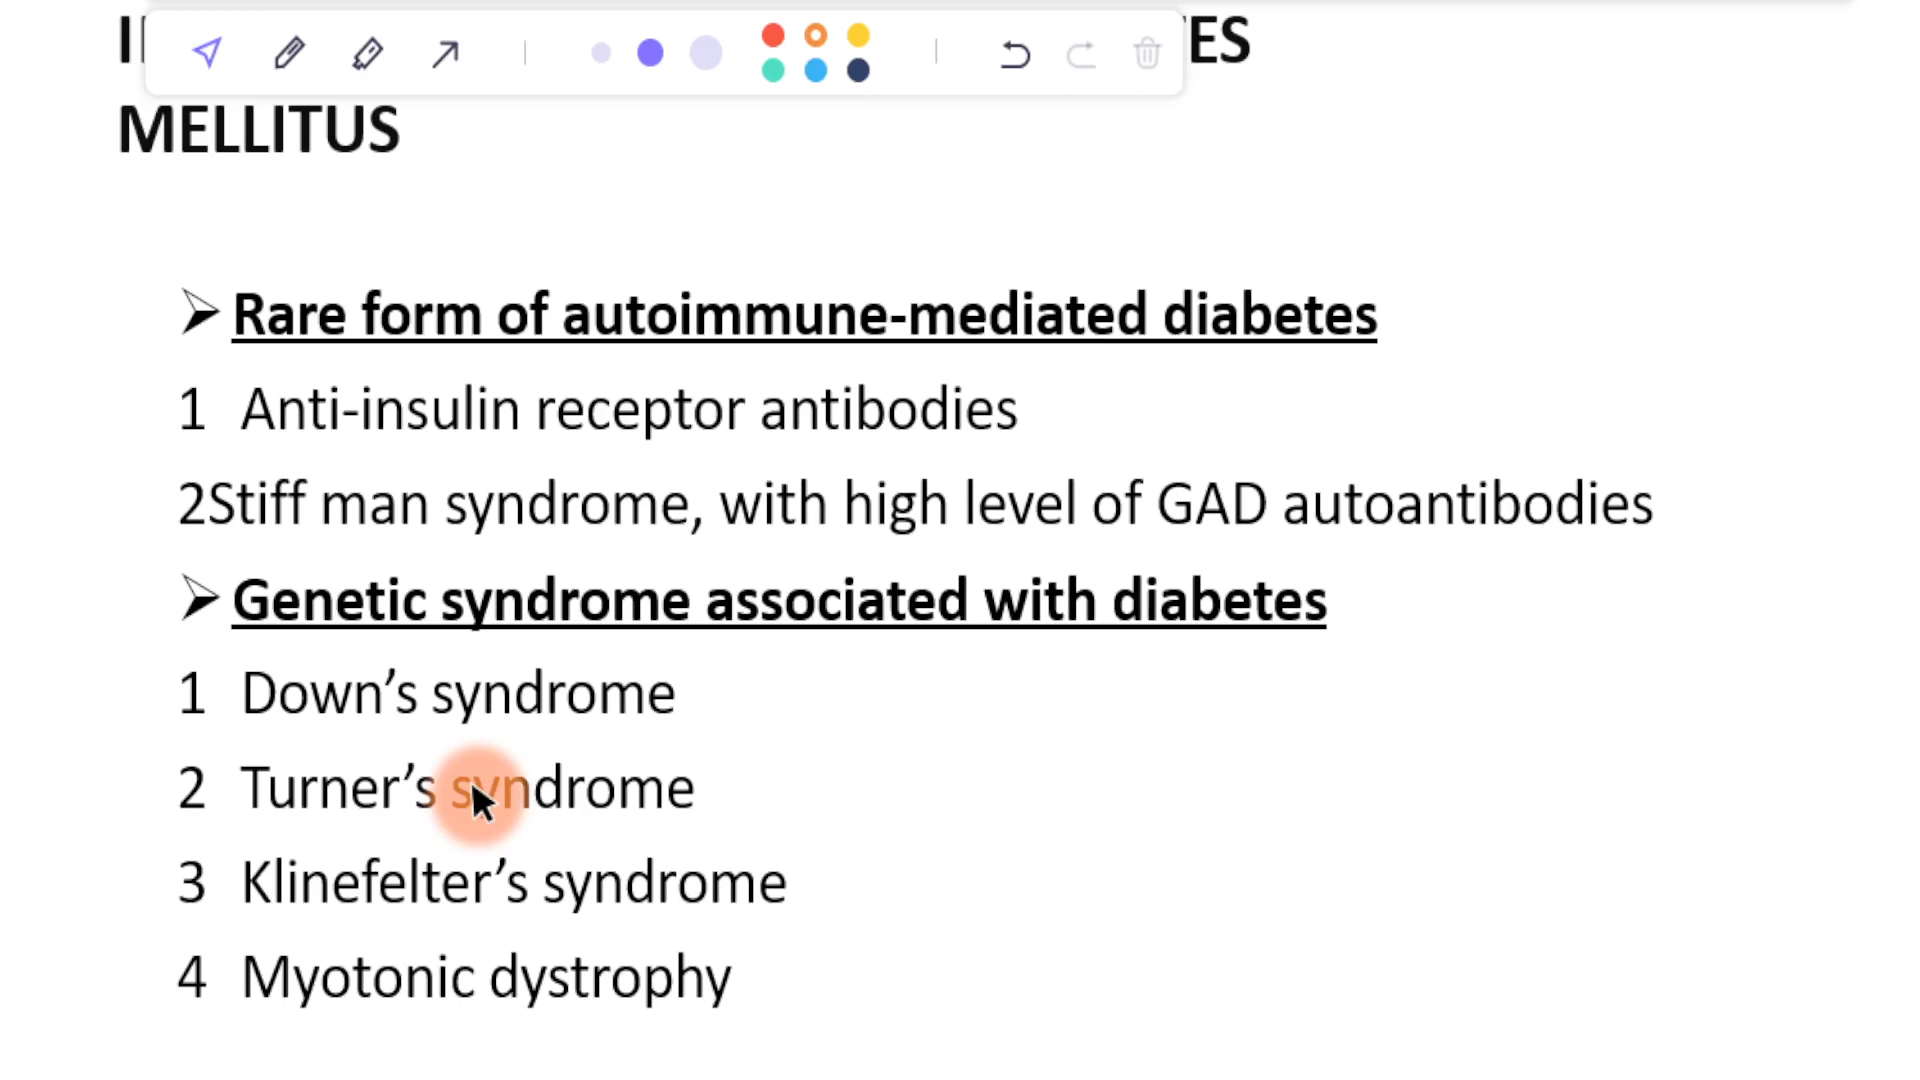 ES
MELLITUS
Rare form of autoimmune-mediated diabetes
1 Anti-insulin receptor antibodies
2Stiff man syndrome, with high level of GAD autoantibodies
Genetic syndrome associated with diabetes
1 Down’s syndrome
2 Turner’s syndrome
3 Klinefelter’s syndrome
4 Myotonic dystrophy